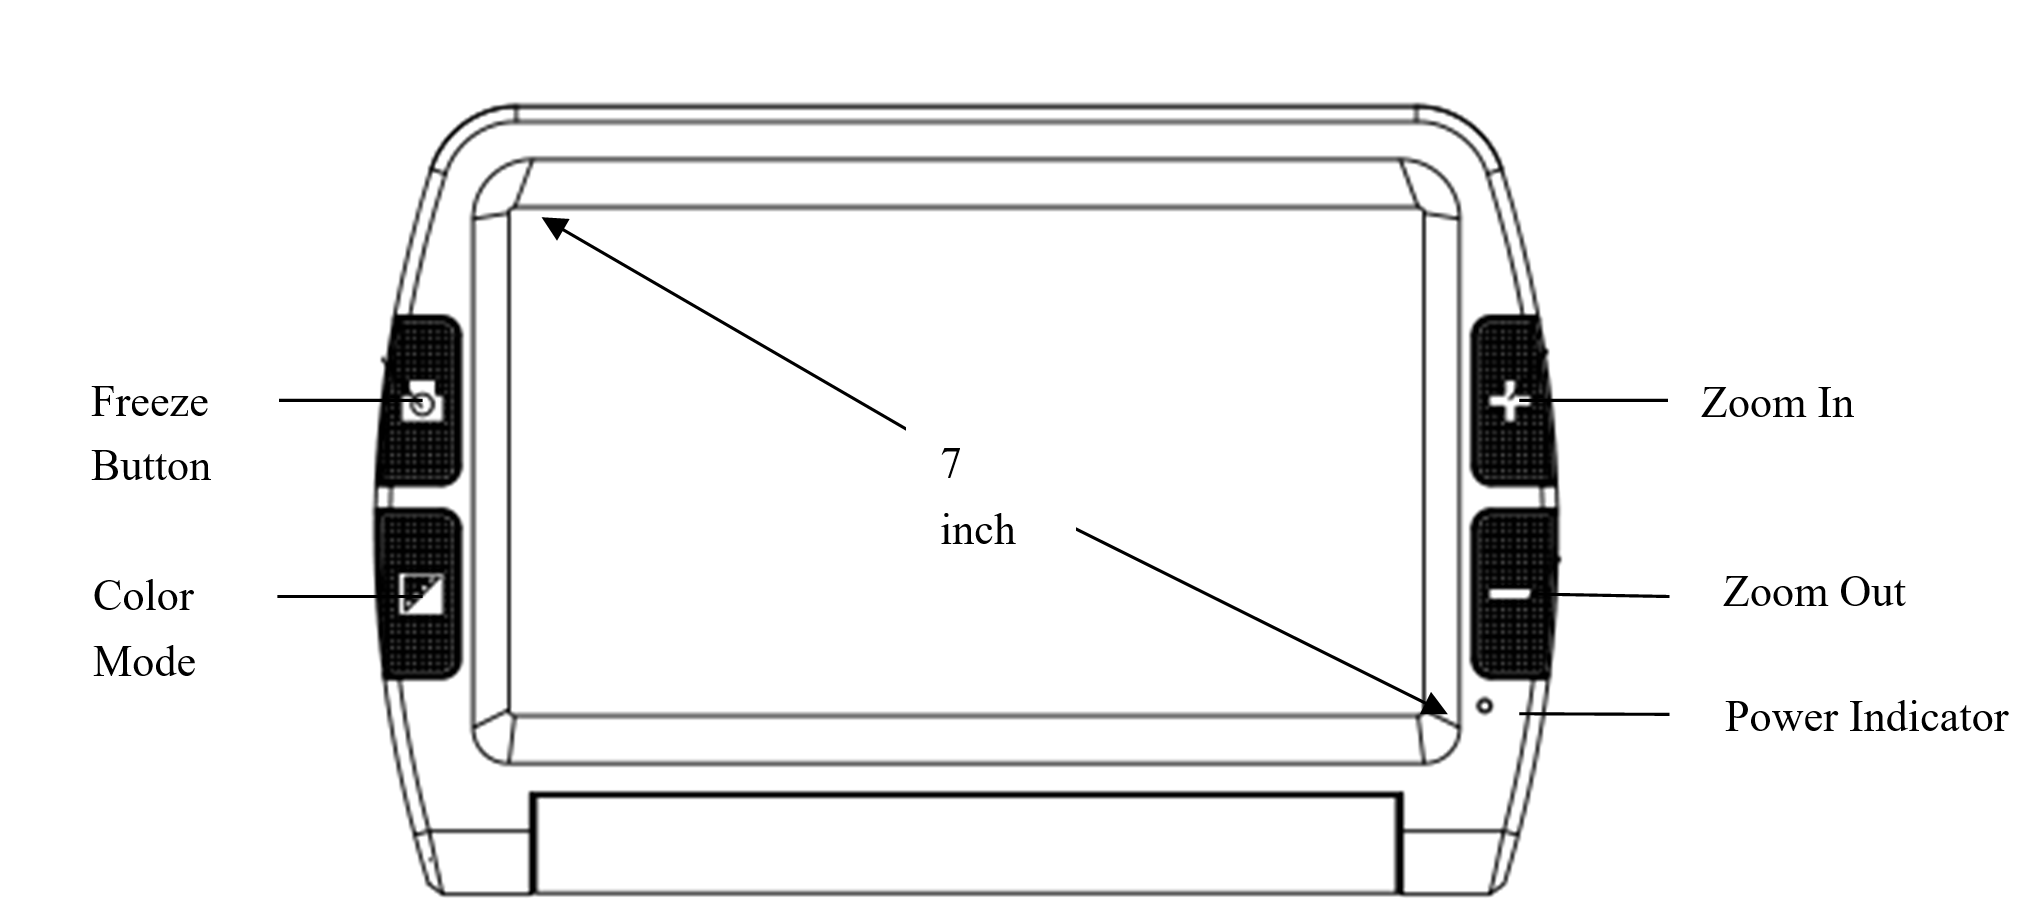 Freeze
Button
Color
Mode
7
inch
Zoom In
Zoom Out
Power Indicator